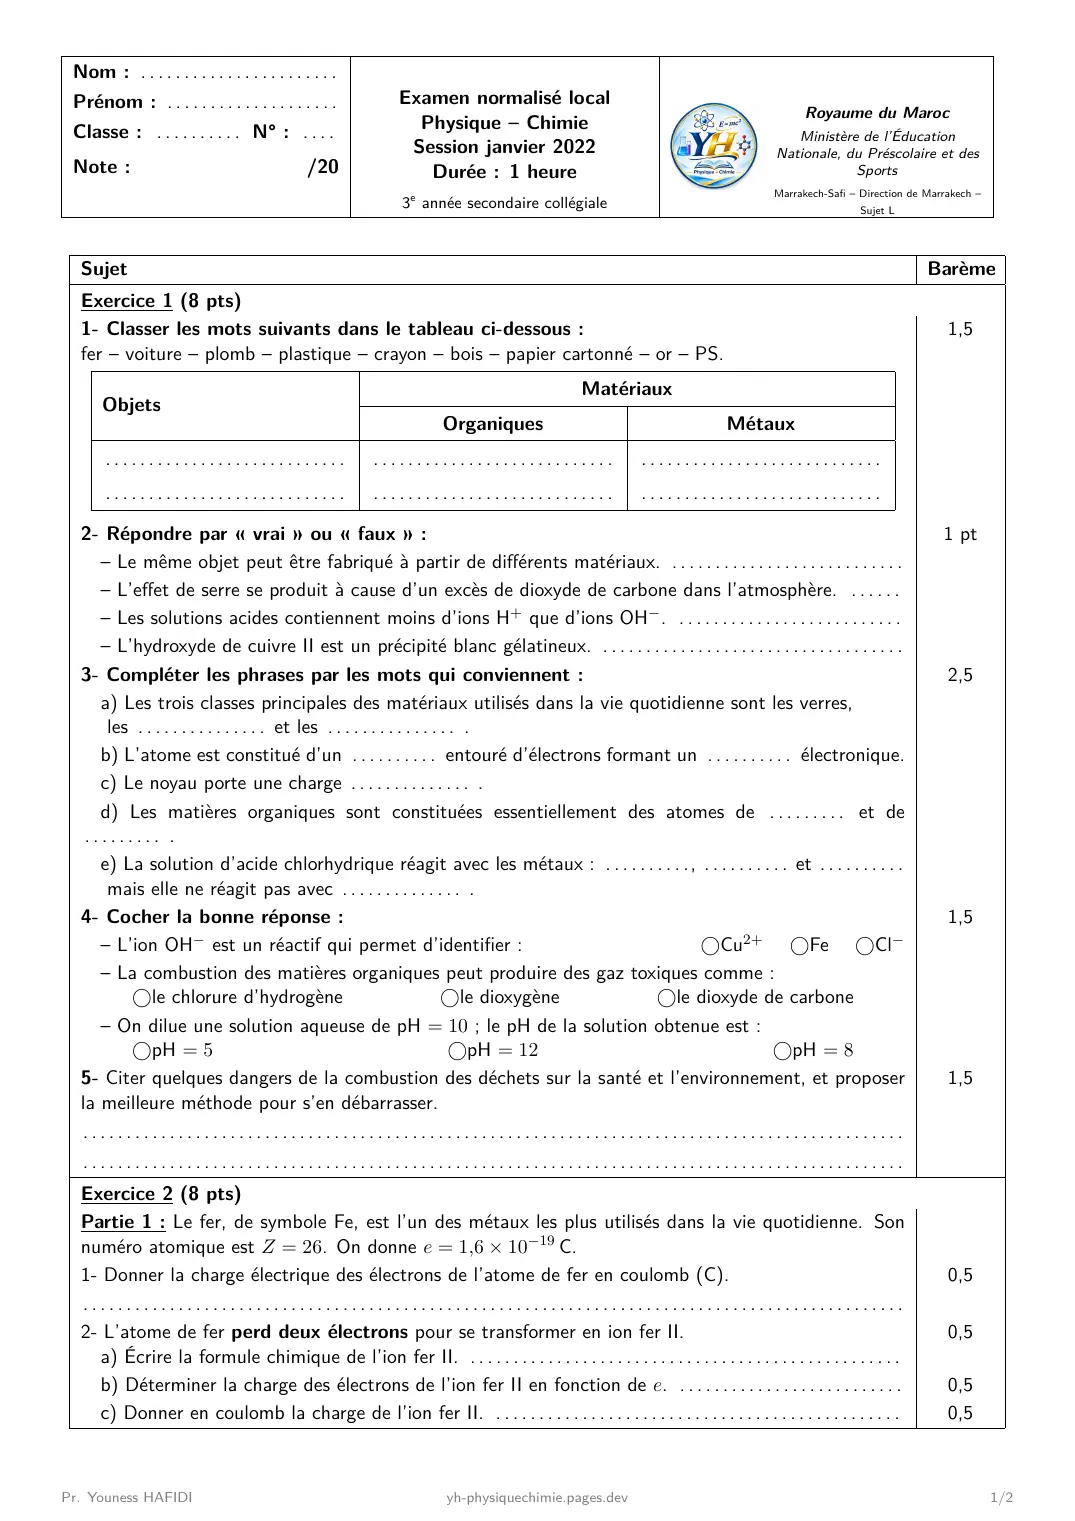 Nom : .......................
Prénom : ....................
Classe : .......... N° : ....
Note : /20
Examen normalisé local
Physique – Chimie
Session janvier 2022
Durée : 1 heure
3e année secondaire collégiale
E=mc²
YH
Physique - Chimie
Royaume du Maroc
Ministère de l'Éducation
Nationale, du Préscolaire et des
Sports
Marrakech-Safi – Direction de Marrakech –
Sujet L
Sujet Barème
Exercice 1 (8 pts)
1- Classer les mots suivants dans le tableau ci-dessous : 1,5
fer – voiture – plomb – plastique – crayon – bois – papier cartonné – or – PS.
Objets
Matériaux
Organiques Métaux
............................ ............................ ............................
............................ ............................ ............................
2- Répondre par « vrai » ou « faux » : 1 pt
– Le même objet peut être fabriqué à partir de différents matériaux. ...........................
– L'effet de serre se produit à cause d'un excès de dioxyde de carbone dans l'atmosphère. ......
– Les solutions acides contiennent moins d'ions H⁺ que d'ions OH⁻. ..........................
– L'hydroxyde de cuivre II est un précipité blanc gélatineux. ...................................
3- Compléter les phrases par les mots qui conviennent : 2,5
a) Les trois classes principales des matériaux utilisés dans la vie quotidienne sont les verres,
les ............... et les ............... .
b) L'atome est constitué d'un .......... entouré d'électrons formant un .......... électronique.
c) Le noyau porte une charge .............. .
d) Les matières organiques sont constituées essentiellement des atomes de ......... et de
......... .
e) La solution d'acide chlorhydrique réagit avec les métaux : .........., .......... et ..........
mais elle ne réagit pas avec .............. .
4- Cocher la bonne réponse : 1,5
– L'ion OH⁻ est un réactif qui permet d'identifier : ◯Cu²⁺ ◯Fe ◯Cl⁻
– La combustion des matières organiques peut produire des gaz toxiques comme :
◯le chlorure d'hydrogène ◯le dioxygène ◯le dioxyde de carbone
– On dilue une solution aqueuse de pH = 10 ; le pH de la solution obtenue est :
◯pH = 5 ◯pH = 12 ◯pH = 8
5- Citer quelques dangers de la combustion des déchets sur la santé et l'environnement, et proposer 1,5
la meilleure méthode pour s'en débarrasser.
................................................................................................
................................................................................................
Exercice 2 (8 pts)
Partie 1 : Le fer, de symbole Fe, est l'un des métaux les plus utilisés dans la vie quotidienne. Son
numéro atomique est Z = 26. On donne e = 1,6 × 10⁻¹⁹ C.
1- Donner la charge électrique des électrons de l'atome de fer en coulomb (C). 0,5
................................................................................................
2- L'atome de fer perd deux électrons pour se transformer en ion fer II. 0,5
a) Écrire la formule chimique de l'ion fer II. ..................................................
b) Déterminer la charge des électrons de l'ion fer II en fonction de e. .......................... 0,5
c) Donner en coulomb la charge de l'ion fer II. ............................................... 0,5
Pr. Youness HAFIDI yh-physiquechimie.pages.dev 1/2